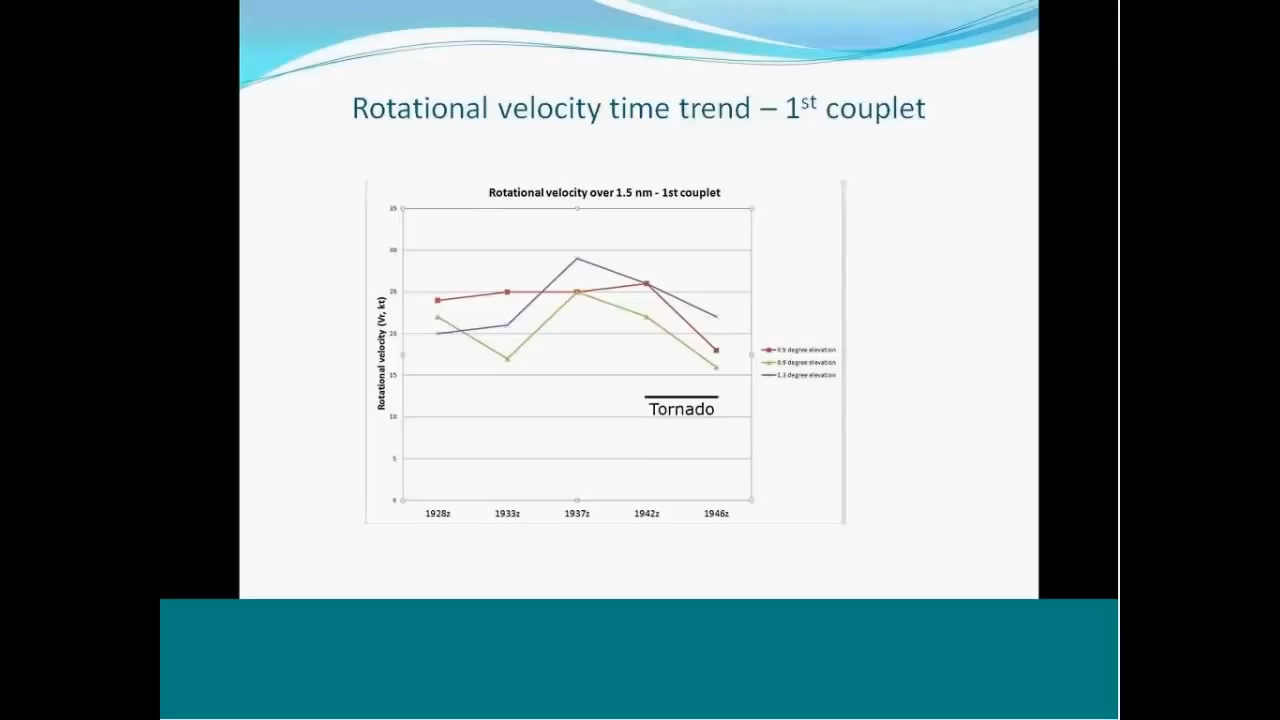 Rotational velocity time trend – 1st couplet
Rotational velocity over 1.5 nm - 1st couplet
Rotational velocity (Vr, kt)
35
30
25
20
15
10
5
0
Tornado
1928z
1933z
1937z
1942z
1946z
0.5 degree elevation
0.9 degree elevation
1.3 degree elevation